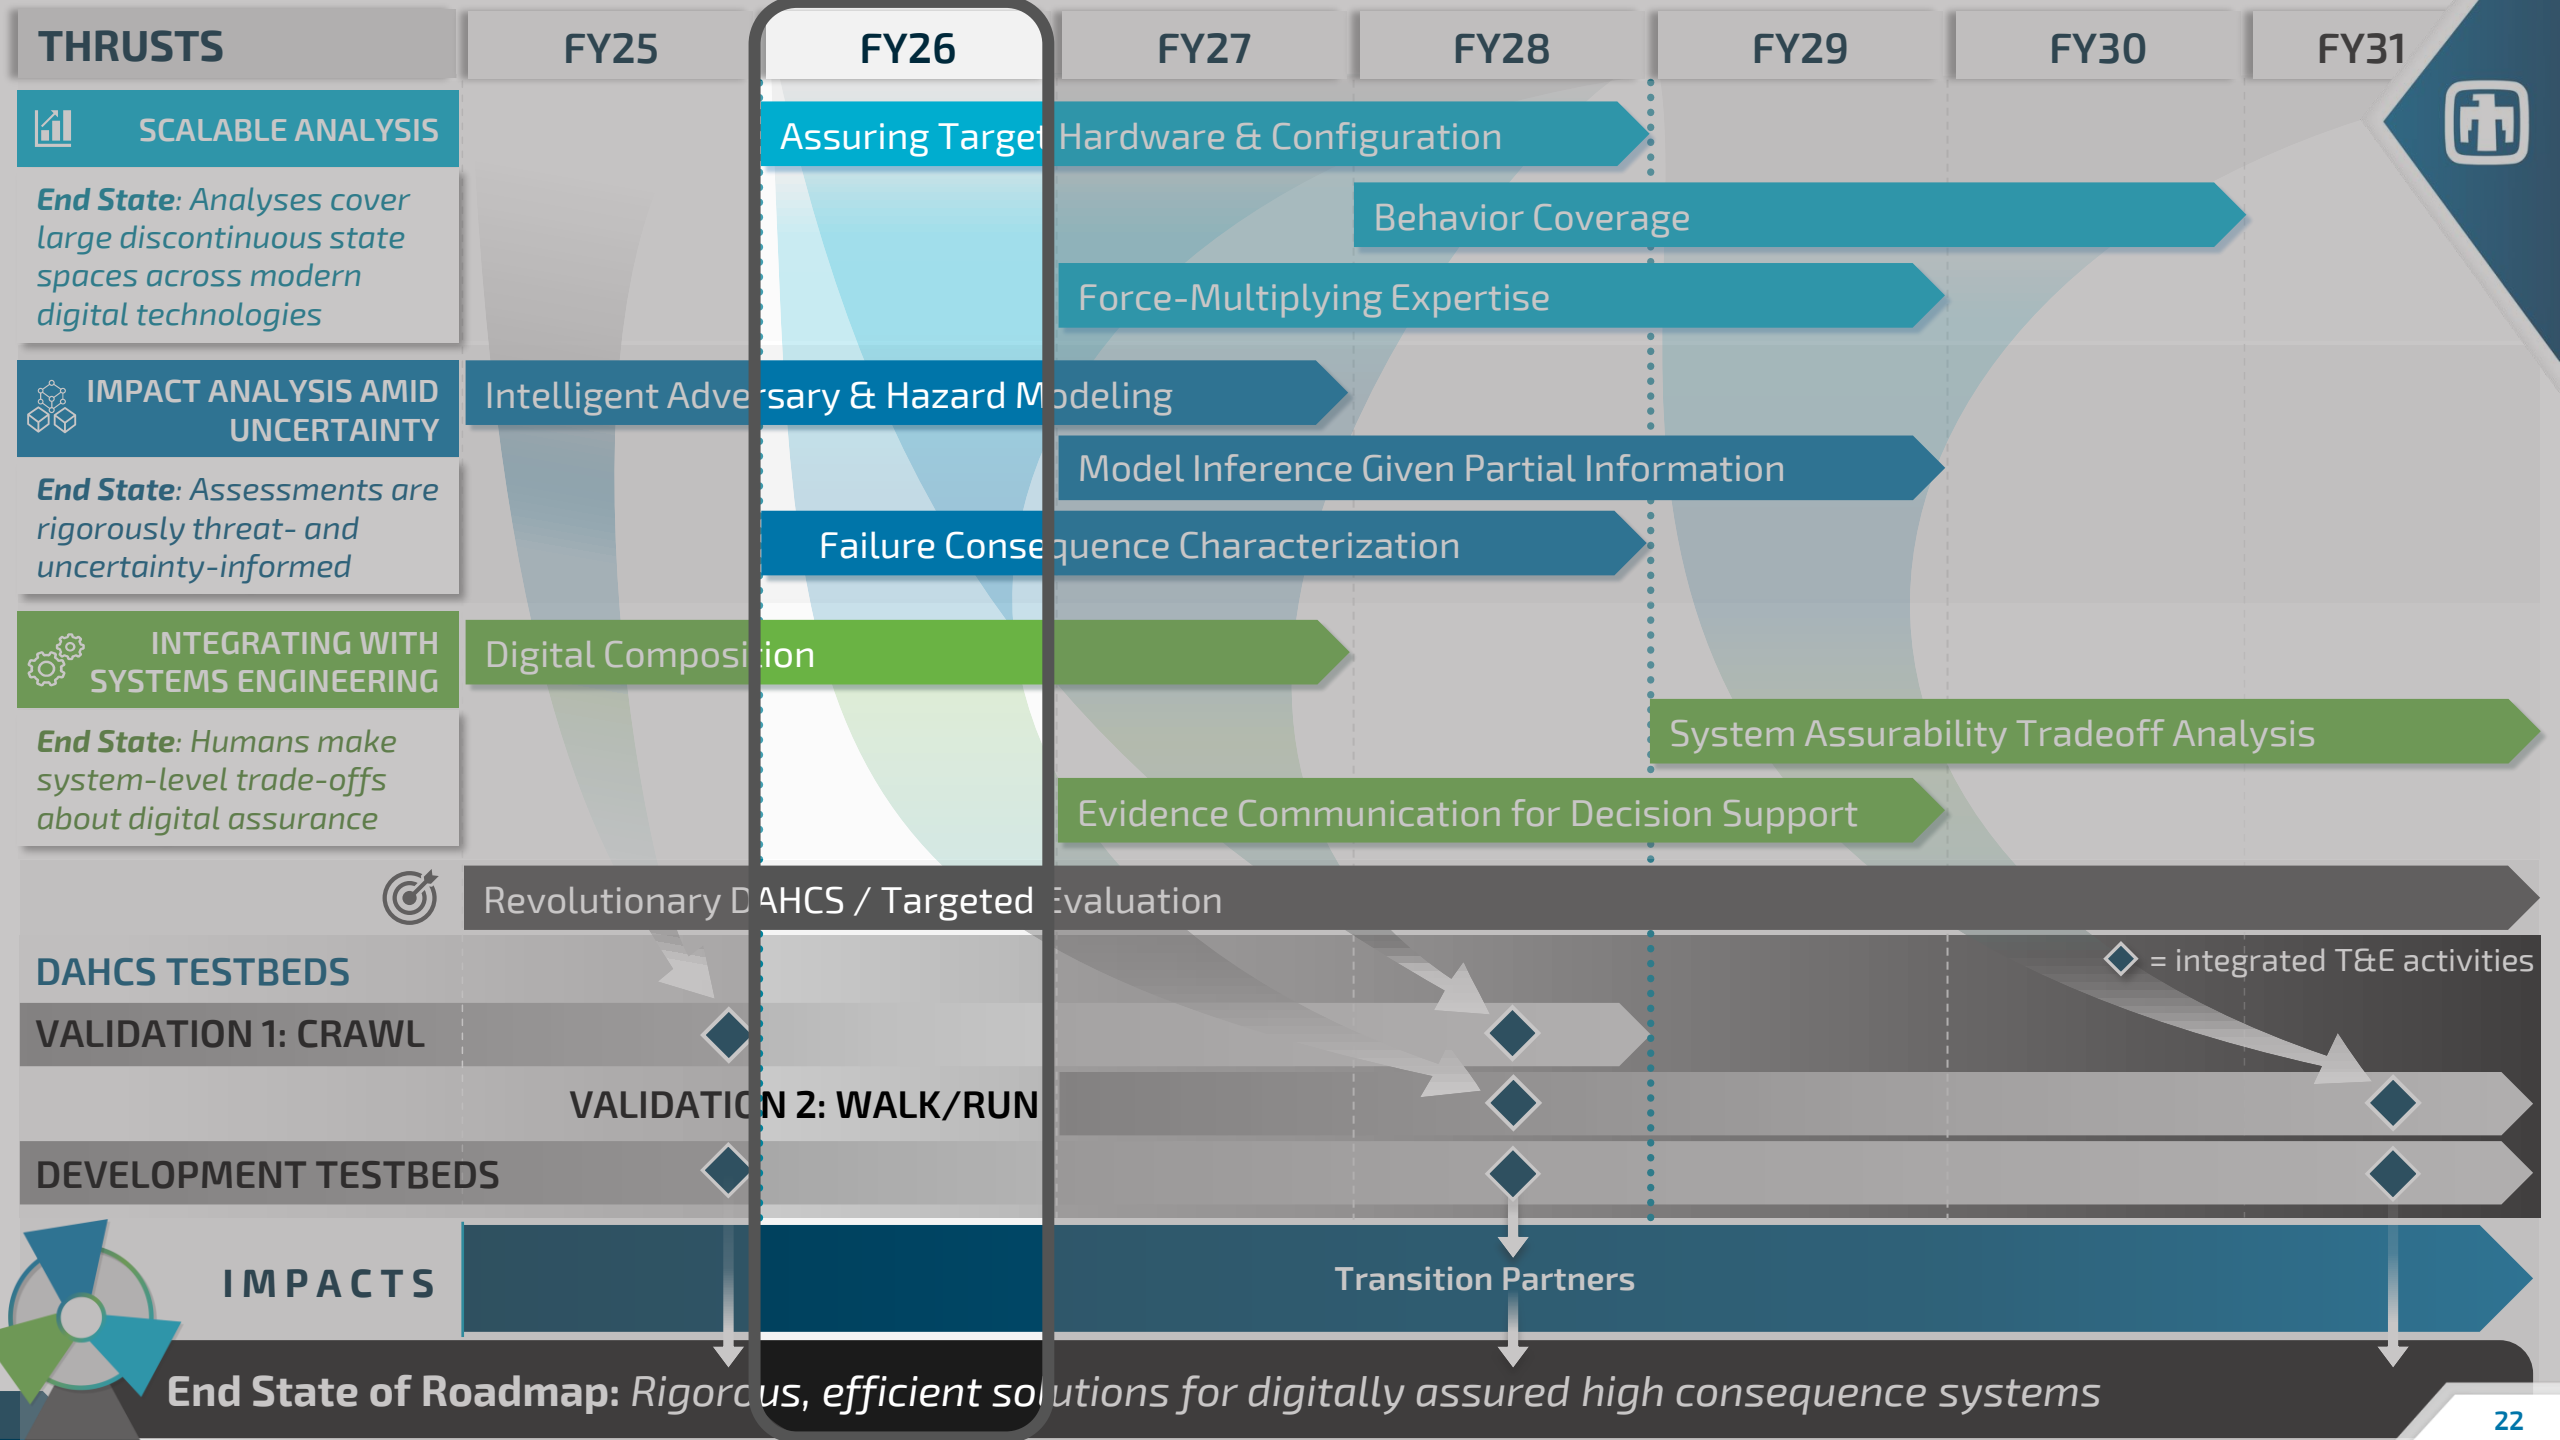 THRUSTS
FY25
FY26
FY27
FY28
FY29
FY30
FY31
SCALABLE ANALYSIS
End State: Analyses cover
large discontinuous state
spaces across modern
digital technologies
Assuring Target Hardware & Configuration
Behavior Coverage
Force-Multiplying Expertise
IMPACT ANALYSIS AMID
UNCERTAINTY
End State: Assessments are
rigorously threat- and
uncertainty-informed
Intelligent Adversary & Hazard Modeling
Model Inference Given Partial Information
Failure Consequence Characterization
INTEGRATING WITH
SYSTEMS ENGINEERING
End State: Humans make
system-level trade-offs
about digital assurance
Digital Composition
System Assurability Tradeoff Analysis
Evidence Communication for Decision Support
Revolutionary DAHCS / Targeted Evaluation
DAHCS TESTBEDS
= integrated T&E activities
VALIDATION 1: CRAWL
VALIDATION 2: WALK/RUN
DEVELOPMENT TESTBEDS
IMPACTS
Transition Partners
End State of Roadmap: Rigorous, efficient solutions for digitally assured high consequence systems
22